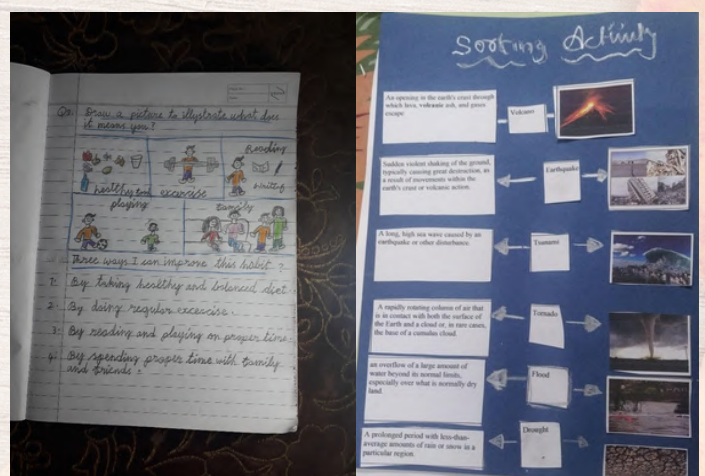 Q2: Draw a picture to illustrate what does
it means you?
healthy food
excercise
Reading
writing
playing
family
Three ways I can improve this habit ?
1- By taking healthy and balanced diet.
2- By doing regular excercise.
3- By reading and playing on proper time.
4- By spending proper time with family
and friends.
Sorting Activity
An opening in the earth's crust through
which lava, volcanic ash, and gases
escape.
Volcano
Sudden violent shaking of the ground,
typically causing great destruction, as
a result of movements within the
earth's crust or volcanic action.
Earthquake
A long, high sea wave caused by an
earthquake or other disturbance.
Tsunami
A rapidly rotating column of air that
is in contact with both the surface of
the Earth and a cloud or, in rare cases,
the base of a cumulus cloud.
Tornado
an overflow of a large amount of
water beyond its normal limits,
especially over what is normally dry
land.
Flood
A prolonged period with less-than-
average amounts of rain or snow in a
particular region.
Drought